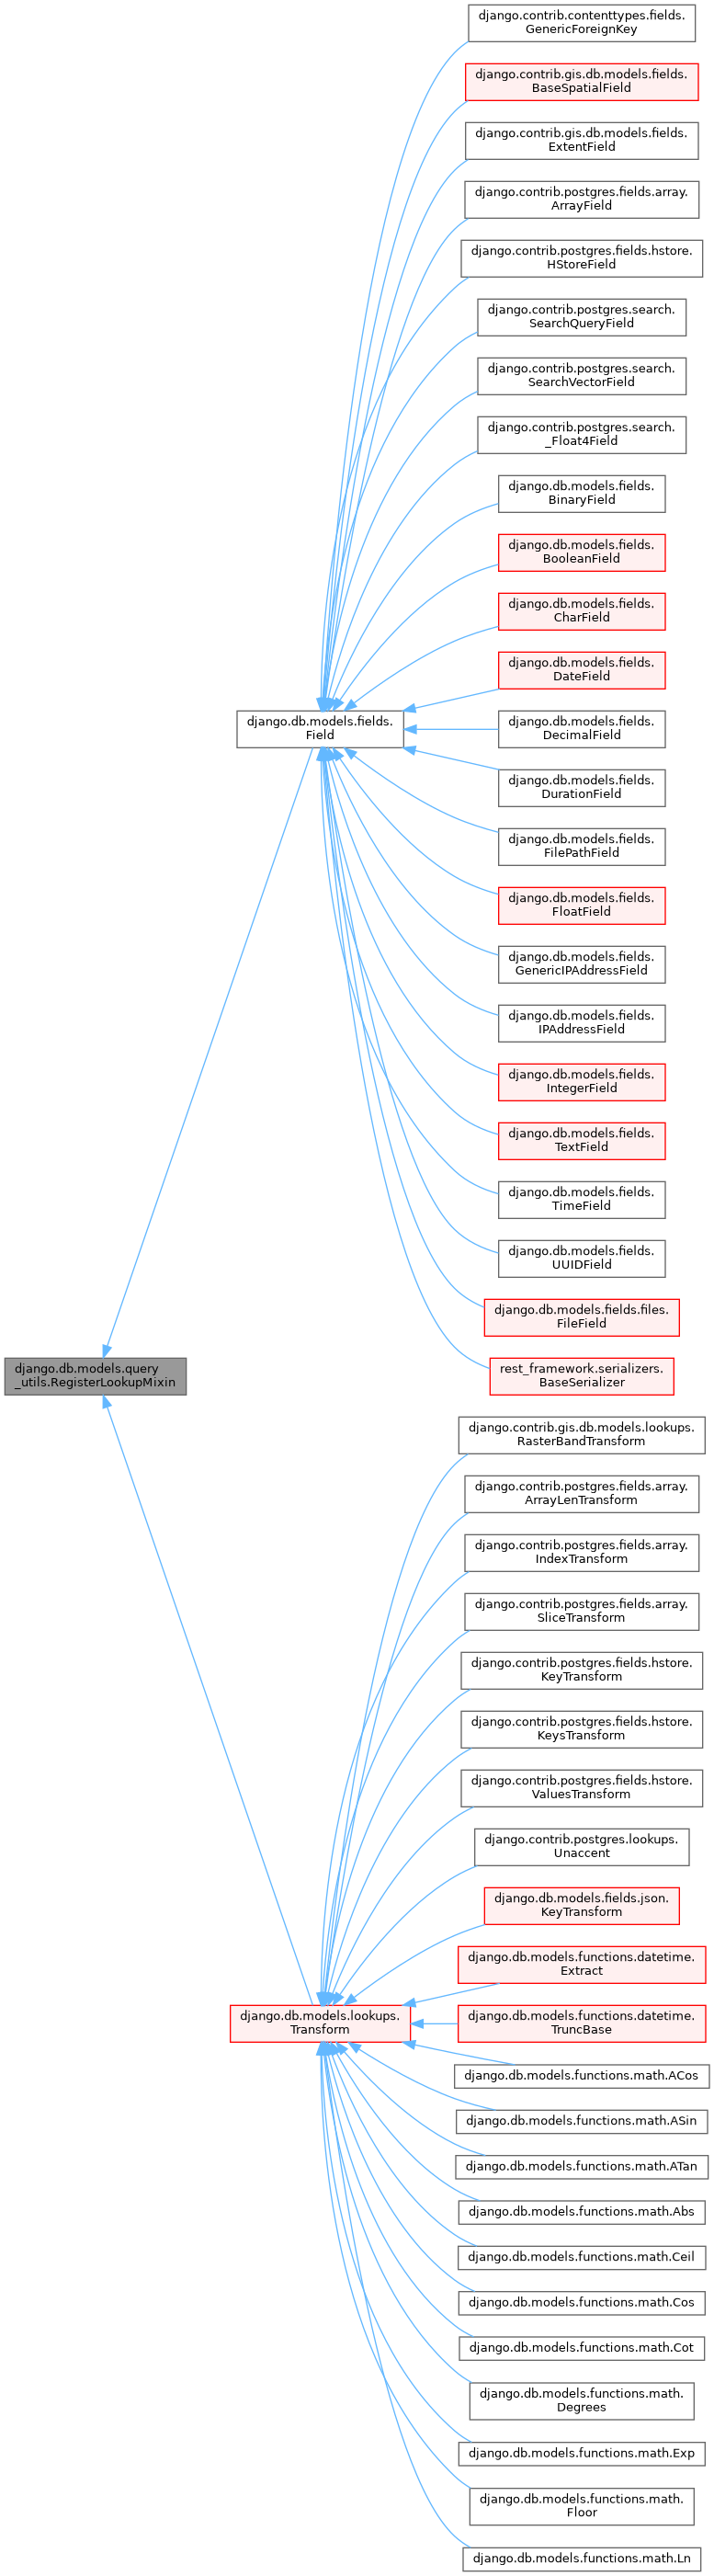 django.contrib.contenttypes.fields.
GenericForeignKey
django.contrib.gis.db.models.fields.
BaseSpatialField
django.contrib.gis.db.models.fields.
ExtentField
django.contrib.postgres.fields.array.
ArrayField
django.contrib.postgres.fields.hstore.
HStoreField
django.contrib.postgres.search.
SearchQueryField
django.contrib.postgres.search.
SearchVectorField
django.contrib.postgres.search.
_Float4Field
django.db.models.fields.
BinaryField
django.db.models.fields.
BooleanField
django.db.models.fields.
CharField
django.db.models.fields.
DateField
django.db.models.fields.
Field
django.db.models.fields.
DecimalField
django.db.models.fields.
DurationField
django.db.models.fields.
FilePathField
django.db.models.fields.
FloatField
django.db.models.fields.
GenericIPAddressField
django.db.models.fields.
IPAddressField
django.db.models.fields.
IntegerField
django.db.models.fields.
TextField
django.db.models.fields.
TimeField
django.db.models.fields.
UUIDField
django.db.models.fields.files.
FileField
django.db.models.query
_utils.RegisterLookupMixin
rest_framework.serializers.
BaseSerializer
django.contrib.gis.db.models.lookups.
RasterBandTransform
django.contrib.postgres.fields.array.
ArrayLenTransform
django.contrib.postgres.fields.array.
IndexTransform
django.contrib.postgres.fields.array.
SliceTransform
django.contrib.postgres.fields.hstore.
KeyTransform
django.contrib.postgres.fields.hstore.
KeysTransform
django.contrib.postgres.fields.hstore.
ValuesTransform
django.contrib.postgres.lookups.
Unaccent
django.db.models.fields.json.
KeyTransform
django.db.models.functions.datetime.
Extract
django.db.models.lookups.
Transform
django.db.models.functions.datetime.
TruncBase
django.db.models.functions.math.ACos
django.db.models.functions.math.ASin
django.db.models.functions.math.ATan
django.db.models.functions.math.Abs
django.db.models.functions.math.Ceil
django.db.models.functions.math.Cos
django.db.models.functions.math.Cot
django.db.models.functions.math.
Degrees
django.db.models.functions.math.Exp
django.db.models.functions.math.
Floor
django.db.models.functions.math.Ln